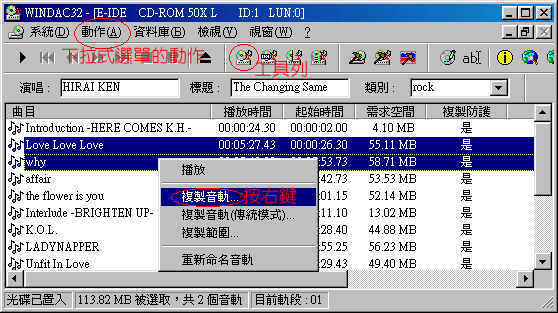 WINDAC32 - [E-IDE CD-ROM 50X L ID:1 LUN:0]
系統(D) 動作(A) 資料庫(B) 檢視(V) 視窗(W) ?
下拉式選單的動作
工具列
ab
演唱： HIRAI KEN 標題： The Changing Same 類別： rock
曲目 播放時間 起始時間 需求空間 複製防護
Introduction -HERE COMES K.H.- 00:00:24.30 00:00:02.00 4.10 MB 是
Love Love Love 00:05:27.43 00:00:26.30 55.11 MB 是
why 53.73 58.71 MB 是
affair 42.73 53.53 MB 是
the flower is you 01.15 52.14 MB 是
Interlude -BRIGHTEN UP- 11.10 13.02 MB 是
K.O.L. 28.40 44.88 MB 是
LADYNAPPER 55.25 56.23 MB 是
Unfit In Love 29.43 49.40 MB 是
播放
複製音軌... 按右鍵
複製音軌(傳統模式)...
複製範圍...
重新命名音軌
光碟已置入 113.82 MB 被選取，共 2 個音軌 目前軌段 : 01